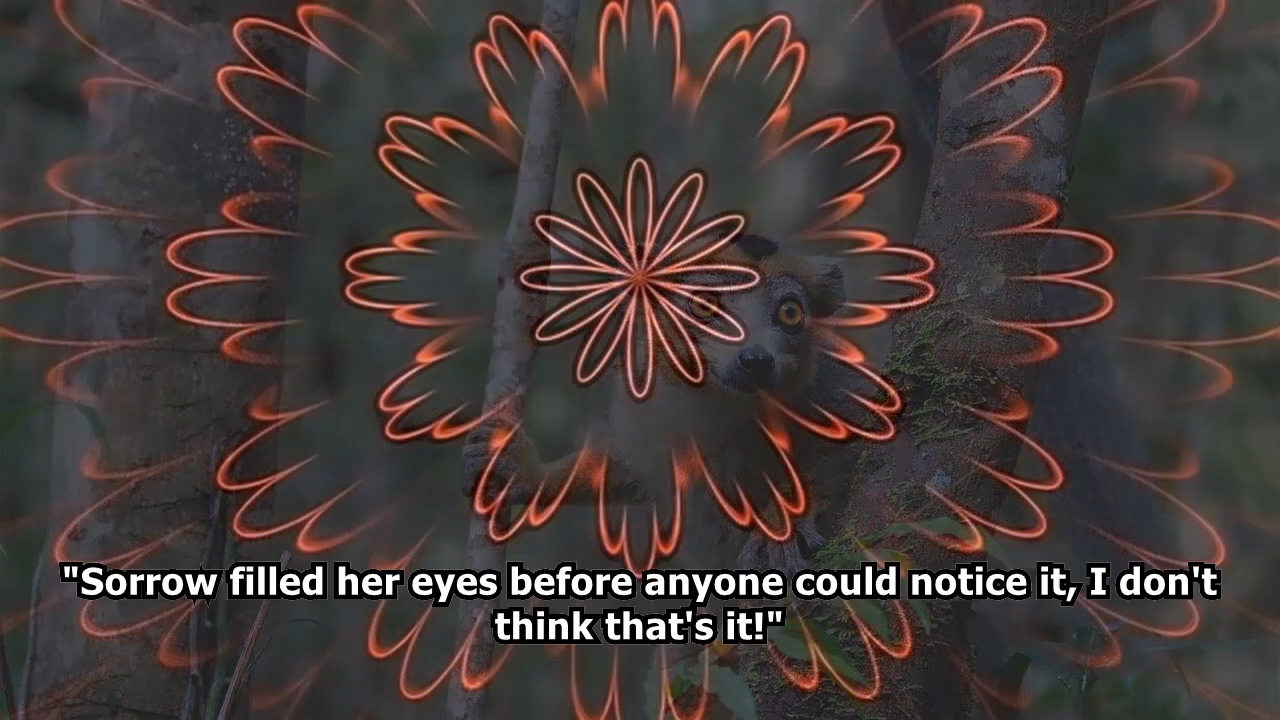 "Sorrow filled her eyes before anyone could notice it, I don't
think that's it!"